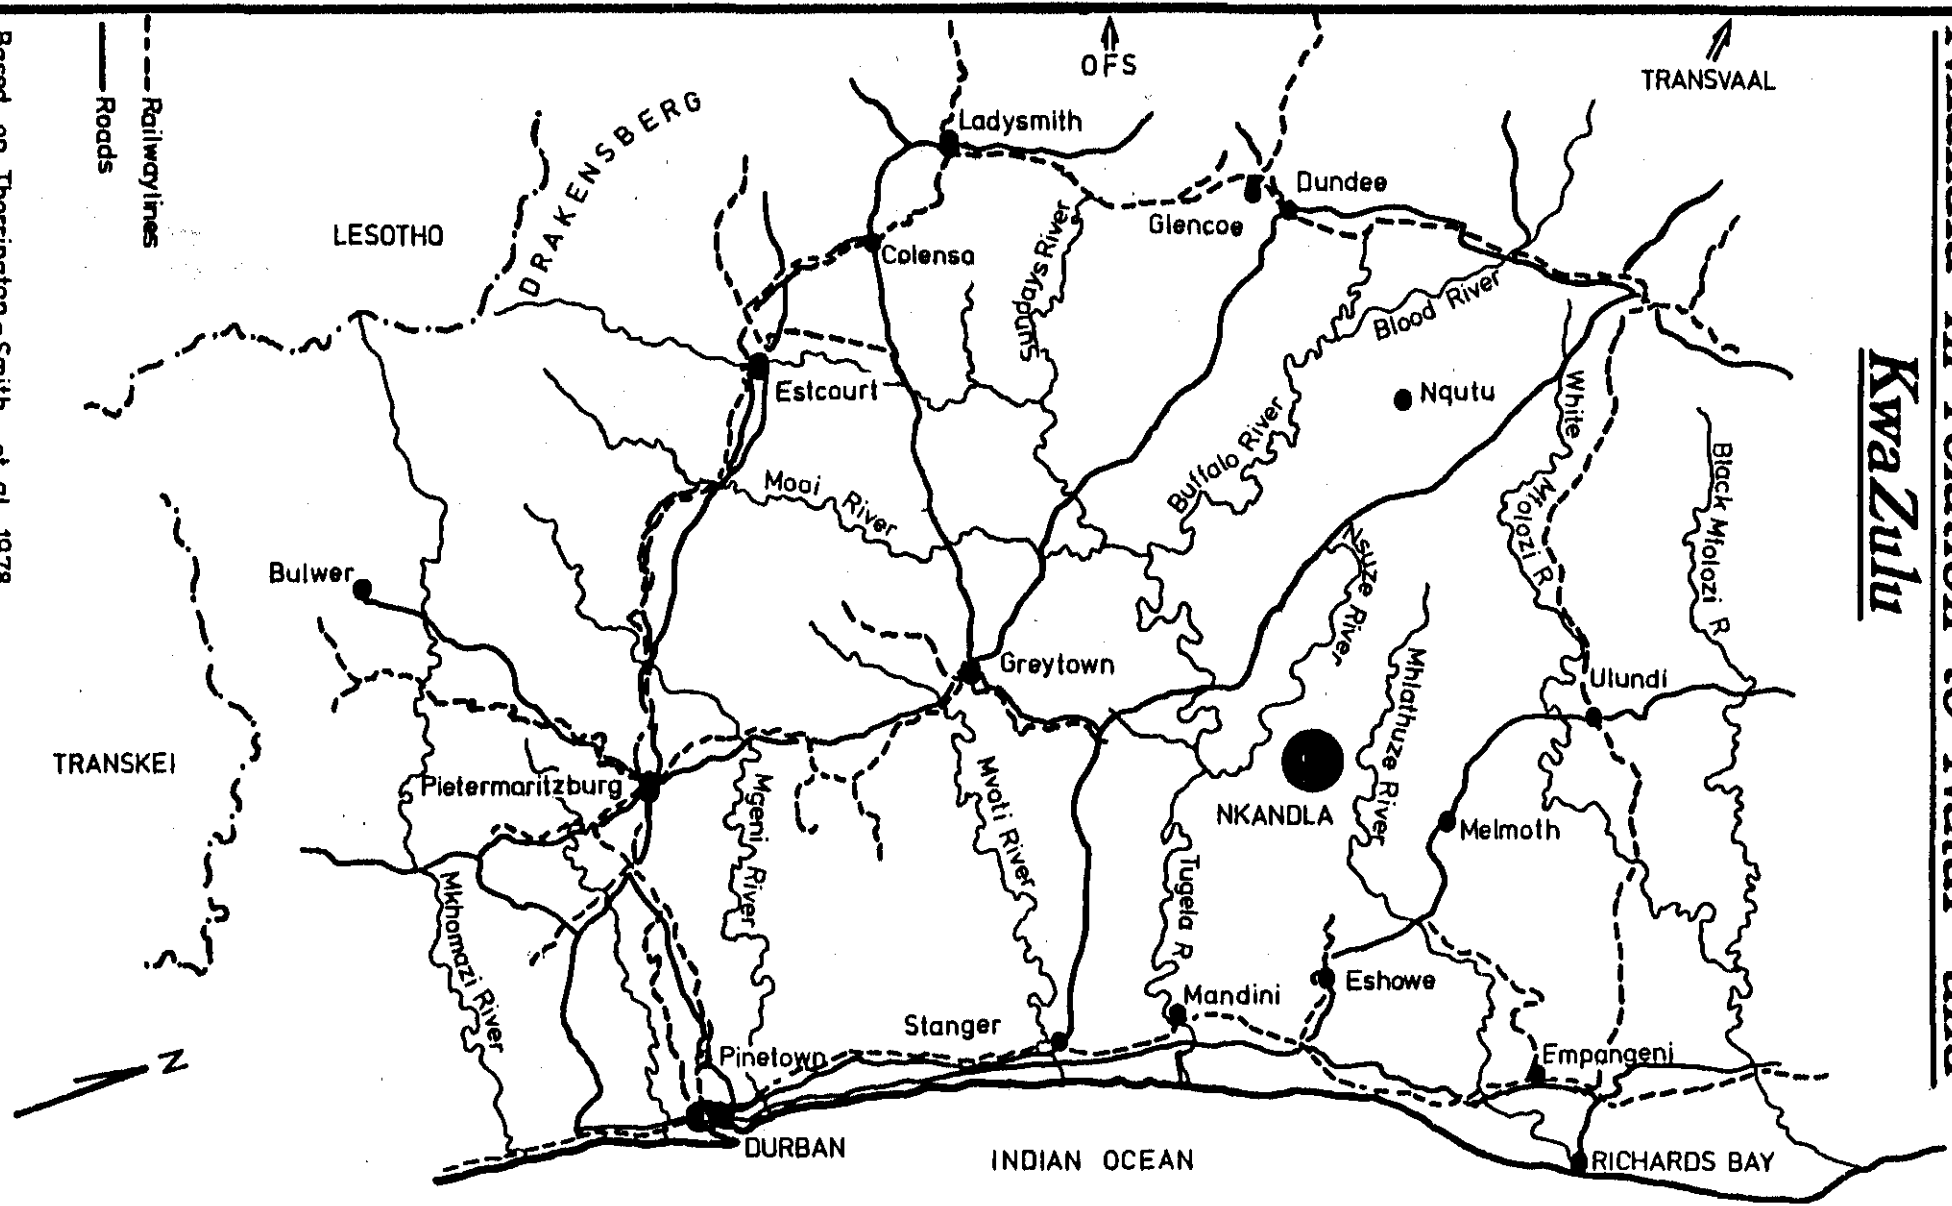 KwaZulu
OFS
TRANSVAAL
Railwaylines
Roads
DRAKENSBERG
LESOTHO
Ladysmith
Dundee
Glencoe
Colensa
Sundays River
Blood River
Estcourt
Nqutu
White Mfolozi R
Black Mfolozi R
Buffalo River
Mooi River
Nsuze River
Bulwer
Greytown
Mhlathuze River
Ulundi
TRANSKEI
Pietermaritzburg
Mgeni River
Mvoti River
NKANDLA
Melmoth
Tugela R
Mkhomazi River
Eshowe
Mandini
Stanger
Pinetown
Empangeni
N
DURBAN
INDIAN OCEAN
RICHARDS BAY